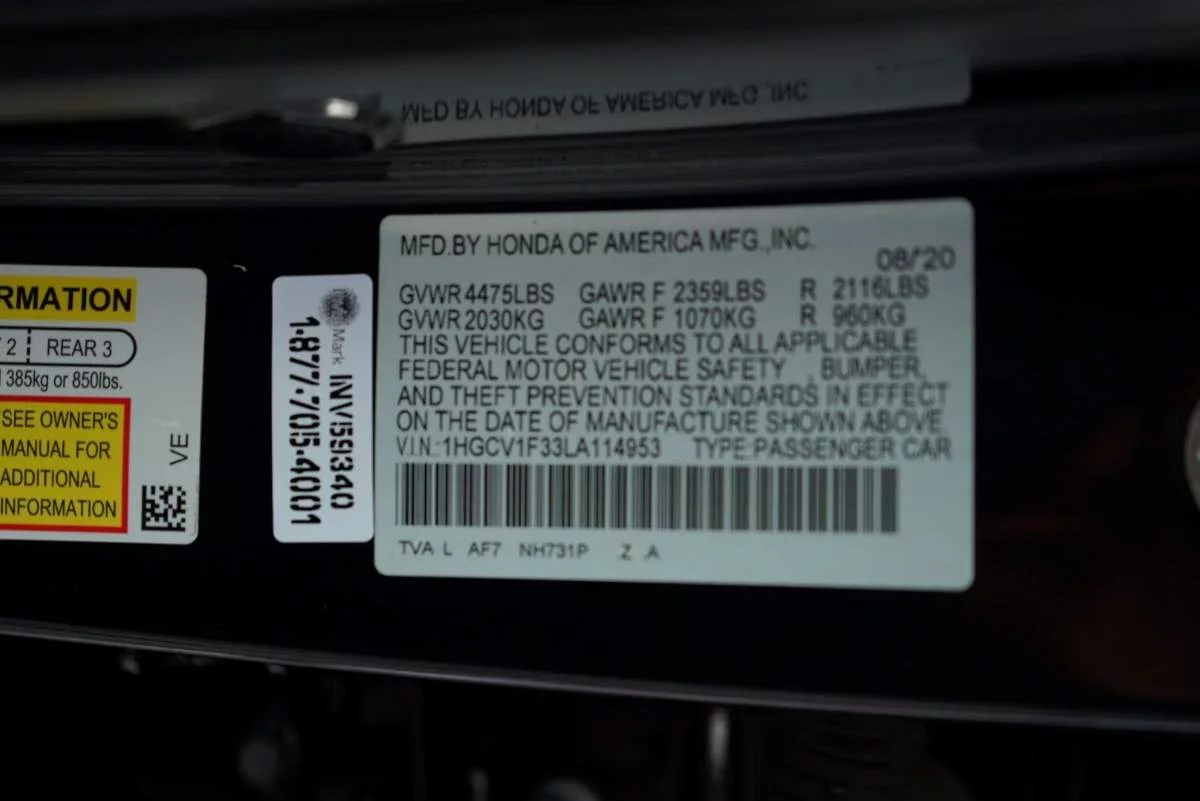 MFD BY HONDA OF AMERICA MFG.,INC
RMATION
2 REAR 3
385kg or 850lbs.
SEE OWNER'S
MANUAL FOR
ADDITIONAL
INFORMATION
VE
Mark
INV59340
1-877-705-4001
MFD.BY HONDA OF AMERICA MFG.,INC.
08/20
GVWR 4475LBS GAWR F 2359LBS R 2116LBS
GVWR 2030KG GAWR F 1070KG R 960KG
THIS VEHICLE CONFORMS TO ALL APPLICABLE
FEDERAL MOTOR VEHICLE SAFETY , BUMPER,
AND THEFT PREVENTION STANDARDS IN EFFECT
ON THE DATE OF MANUFACTURE SHOWN ABOVE.
V.I.N.:1HGCV1F33LA114953 TYPE:PASSENGER CAR
TVA L AF7 NH731P Z A